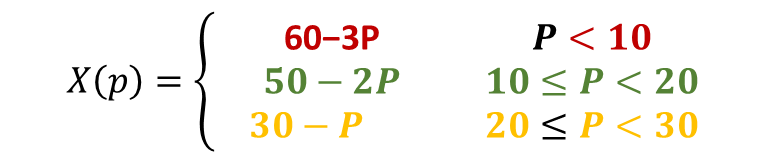 60–3P P < 10
X(p) = { 50 − 2P 10 ≤ P < 20
30 − P 20 ≤ P < 30